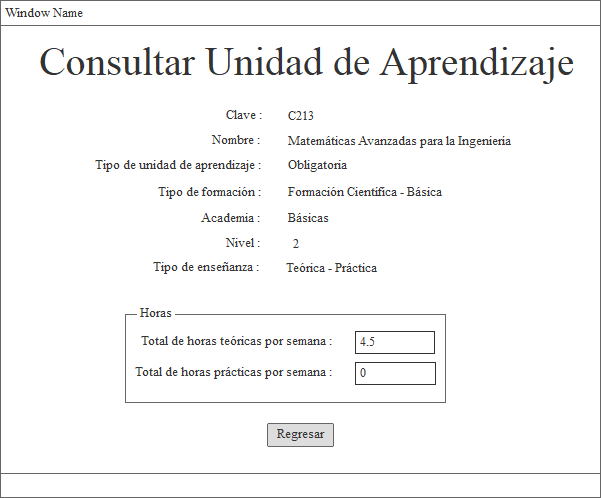 Window Name
Consultar Unidad de Aprendizaje
Clave : C213
Nombre : Matemáticas Avanzadas para la Ingeniería
Tipo de unidad de aprendizaje : Obligatoria
Tipo de formación : Formación Científica - Básica
Academia : Básicas
Nivel : 2
Tipo de enseñanza : Teórica - Práctica
Horas
Total de horas teóricas por semana : 4.5
Total de horas prácticas por semana : 0
Regresar